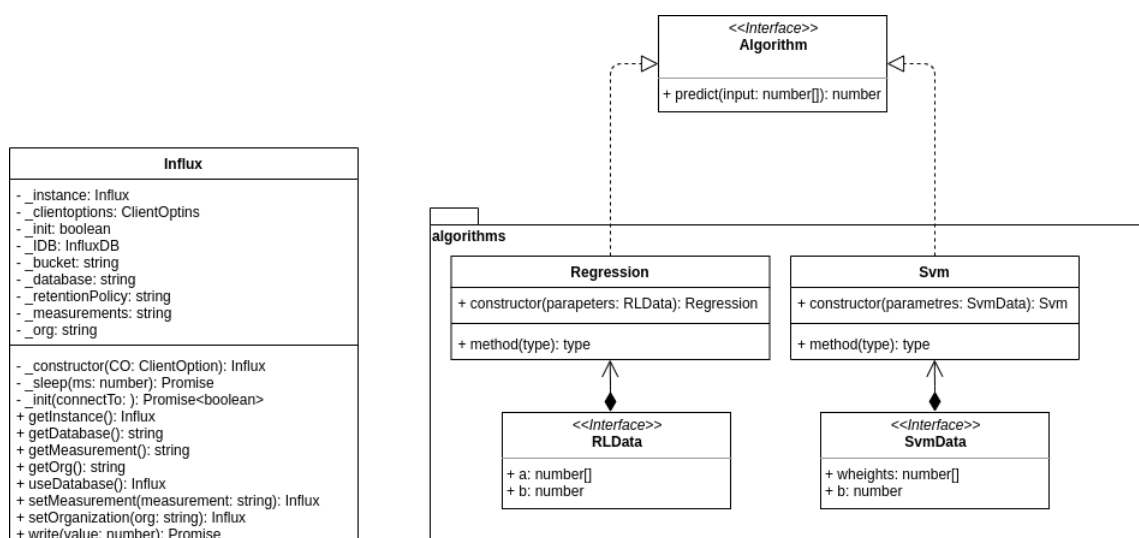 <<Interface>>
Algorithm
+ predict(input: number[]): number
Influx
- _instance: Influx
- _clientoptions: ClientOptins
- _init: boolean
- _IDB: InfluxDB
- _bucket: string
- _database: string
- _retentionPolicy: string
- _measurements: string
- _org: string
- _constructor(CO: ClientOption): Influx
- _sleep(ms: number): Promise
- _init(connectTo: ): Promise<boolean>
+ getInstance(): Influx
+ getDatabase(): string
+ getMeasurement(): string
+ getOrg(): string
+ useDatabase(): Influx
+ setMeasurement(measurement: string): Influx
+ setOrganization(org: string): Influx
+ write(value: number): Promise
algorithms
Regression
+ constructor(parapeters: RLData): Regression
+ method(type): type
Svm
+ constructor(parametres: SvmData): Svm
+ method(type): type
<<Interface>>
RLData
+ a: number[]
+ b: number
<<Interface>>
SvmData
+ wheights: number[]
+ b: number